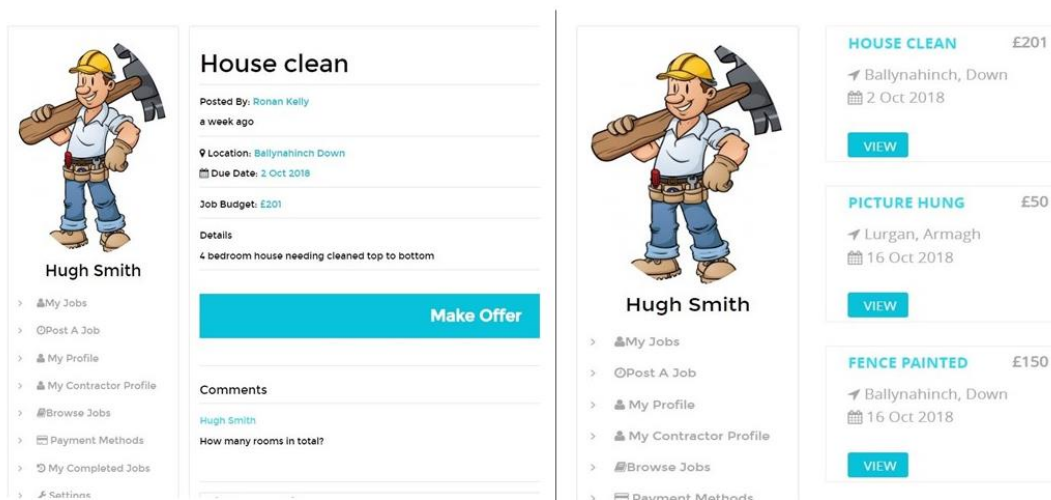 House clean
Posted By: Ronan Kelly
a week ago
Location: Ballynahinch Down
Due Date: 2 Oct 2018
Job Budget: £201
Details
4 bedroom house needing cleaned top to bottom
Make Offer
Comments
Hugh Smith
How many rooms in total?
Hugh Smith
My Jobs
Post A Job
My Profile
My Contractor Profile
Browse Jobs
Payment Methods
My Completed Jobs
Settings
Hugh Smith
My Jobs
Post A Job
My Profile
My Contractor Profile
Browse Jobs
Payment Methods
HOUSE CLEAN £201
Ballynahinch, Down
2 Oct 2018
VIEW
PICTURE HUNG £50
Lurgan, Armagh
16 Oct 2018
VIEW
FENCE PAINTED £150
Ballynahinch, Down
16 Oct 2018
VIEW